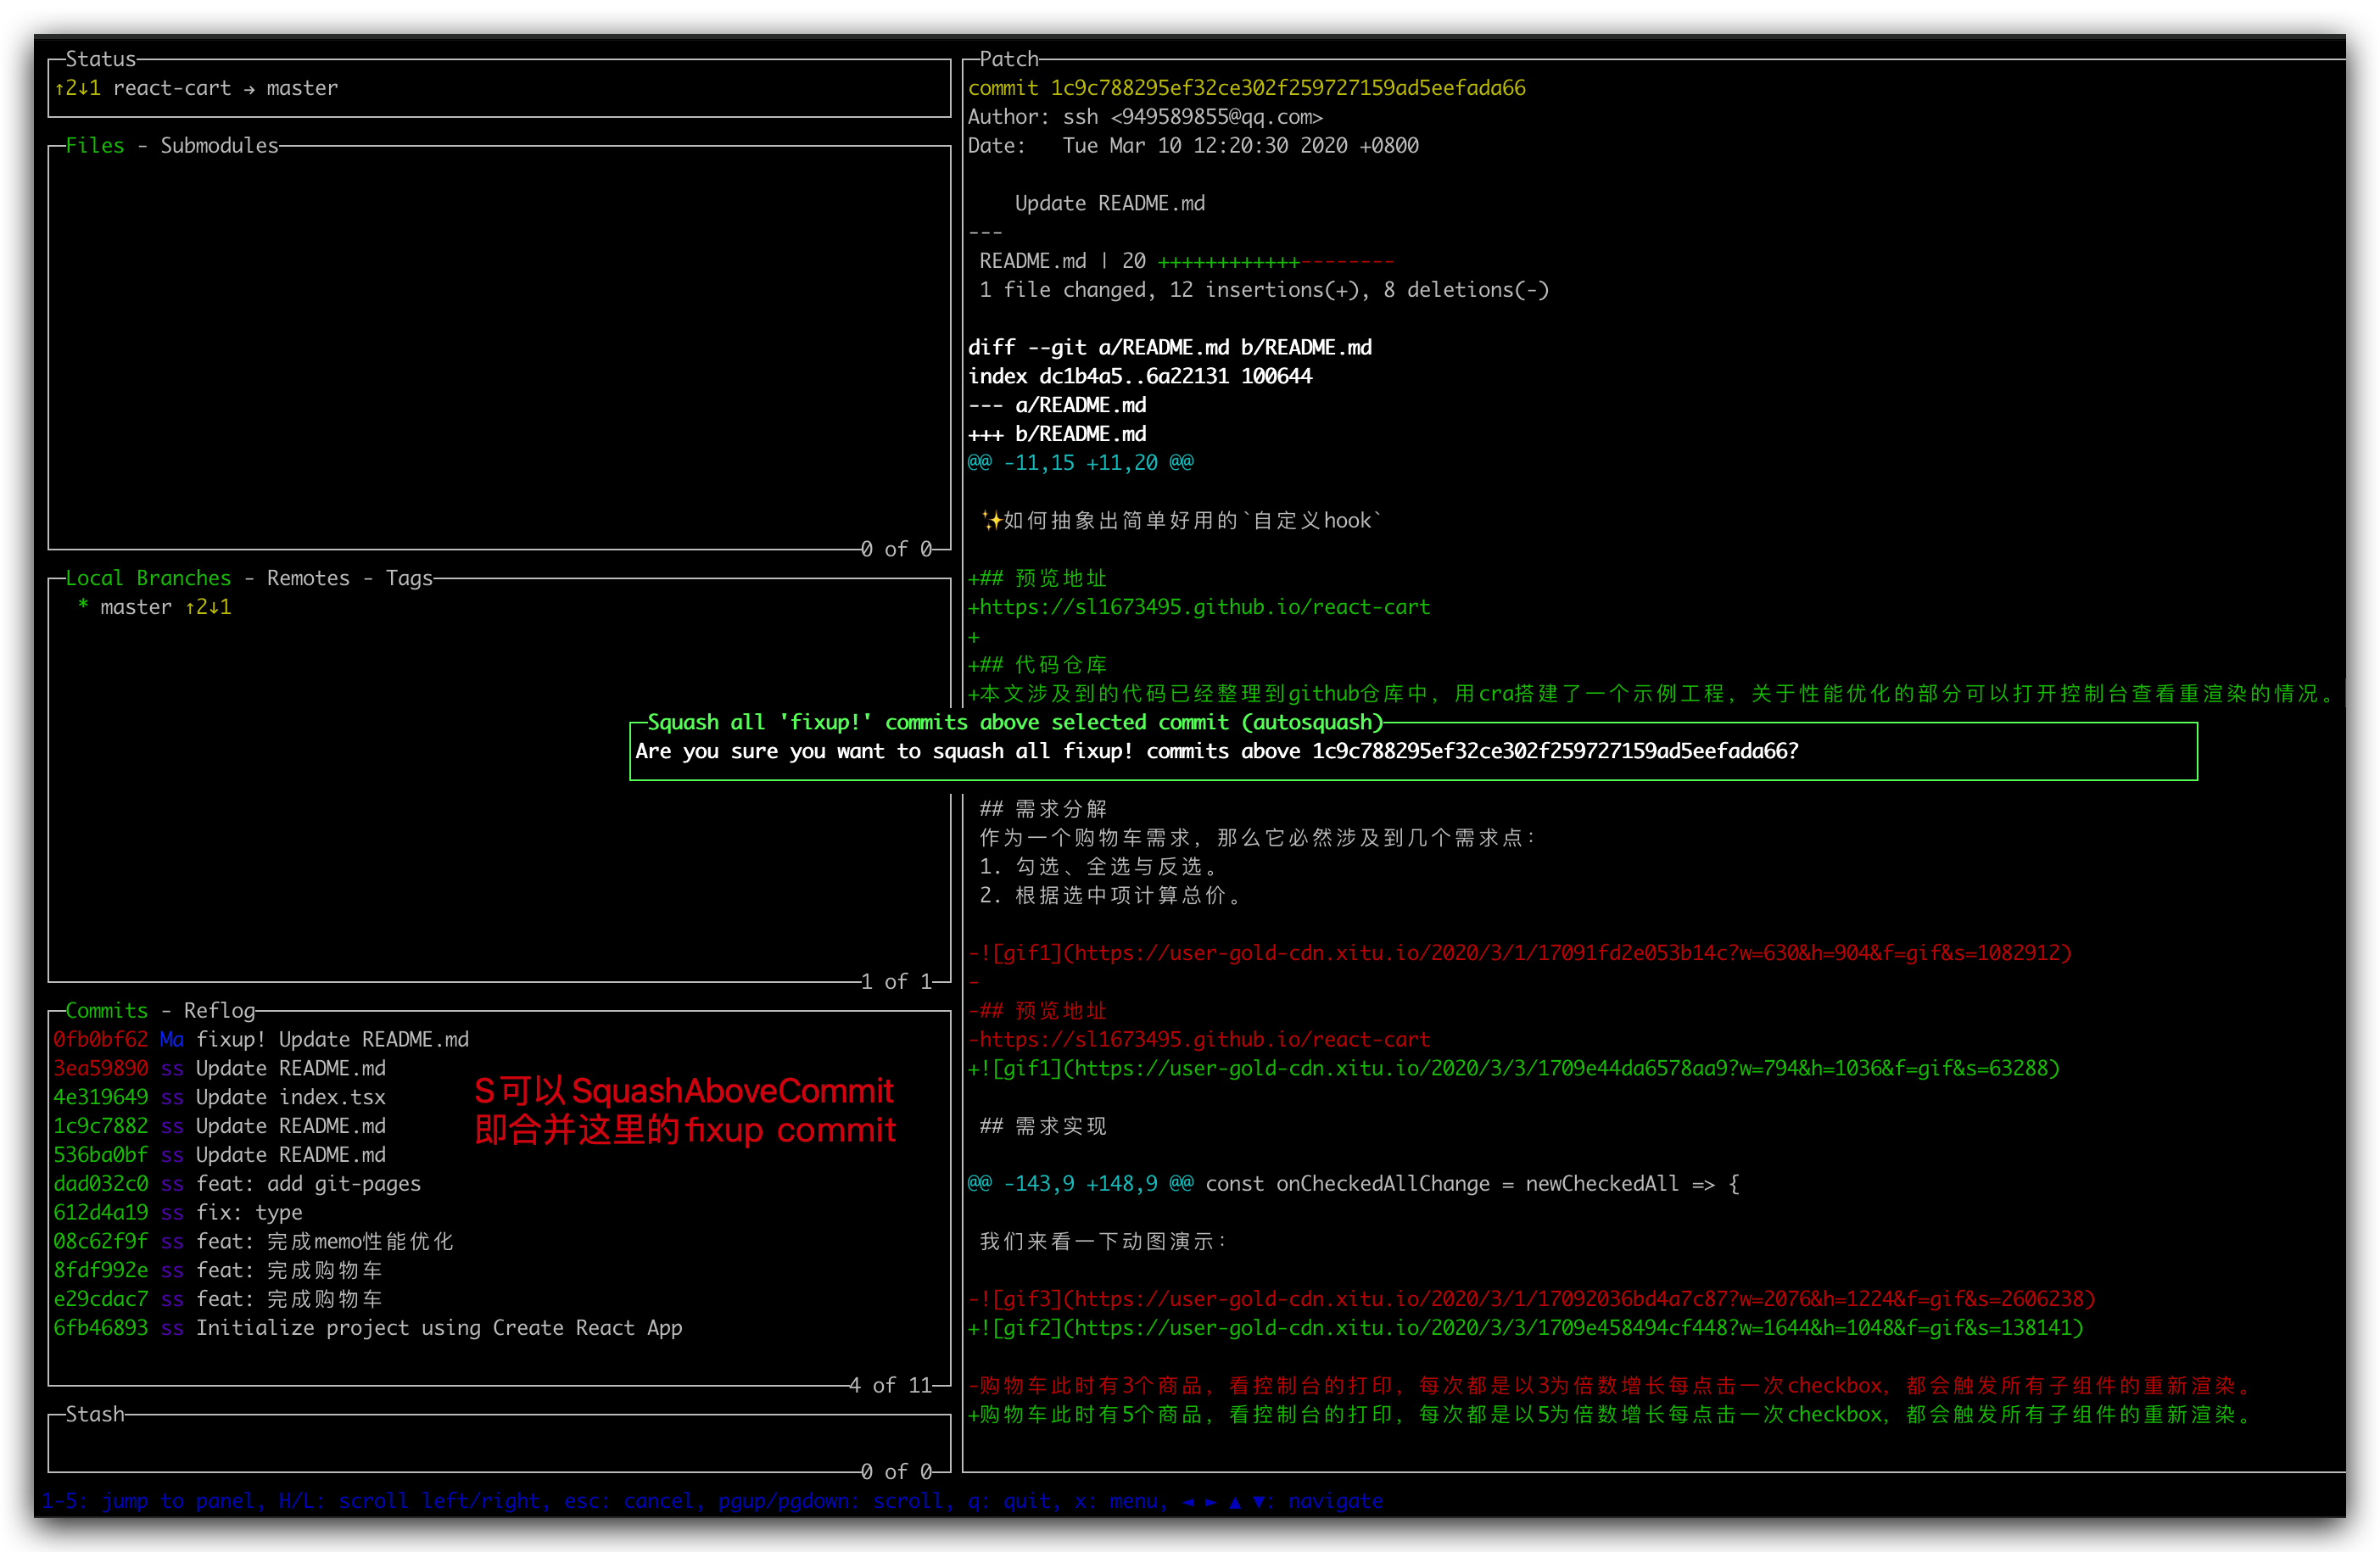 Status
↑2↓1 react-cart → master
Files - Submodules
0 of 0
Local Branches - Remotes - Tags
* master ↑2↓1
1 of 1
Commits - Reflog
0fb0bf62 Ma fixup! Update README.md
3ea59890 ss Update README.md
4e319649 ss Update index.tsx
1c9c7882 ss Update README.md
536ba0bf ss Update README.md
dad032c0 ss feat: add git-pages
612d4a19 ss fix: type
08c62f9f ss feat: 完成memo性能优化
8fdf992e ss feat: 完成购物车
e29cdac7 ss feat: 完成购物车
6fb46893 ss Initialize project using Create React App
4 of 11
S可以SquashAboveCommit
即合并这里的fixup commit
Stash
0 of 0
Patch
commit 1c9c788295ef32ce302f259727159ad5eefada66
Author: ssh <949589855@qq.com>
Date:   Tue Mar 10 12:20:30 2020 +0800
Update README.md
---
README.md | 20 ++++++++++++--------
1 file changed, 12 insertions(+), 8 deletions(-)
diff --git a/README.md b/README.md
index dc1b4a5..6a22131 100644
--- a/README.md
+++ b/README.md
@@ -11,15 +11,20 @@
✨如何抽象出简单好用的`自定义hook`
+## 预览地址
+https://sl1673495.github.io/react-cart
+
+## 代码仓库
+本文涉及到的代码已经整理到github仓库中，用cra搭建了一个示例工程，关于性能优化的部分可以打开控制台查看重渲染的情况。
Squash all 'fixup!' commits above selected commit (autosquash)
Are you sure you want to squash all fixup! commits above 1c9c788295ef32ce302f259727159ad5eefada66?
## 需求分解
作为一个购物车需求，那么它必然涉及到几个需求点：
1. 勾选、全选与反选。
2. 根据选中项计算总价。
-![gif1](https://user-gold-cdn.xitu.io/2020/3/1/17091fd2e053b14c?w=630&h=904&f=gif&s=1082912)
-
-## 预览地址
-https://sl1673495.github.io/react-cart
+![gif1](https://user-gold-cdn.xitu.io/2020/3/3/1709e44da6578aa9?w=794&h=1036&f=gif&s=63288)
## 需求实现
@@ -143,9 +148,9 @@ const onCheckedAllChange = newCheckedAll => {
我们来看一下动图演示：
-![gif3](https://user-gold-cdn.xitu.io/2020/3/1/17092036bd4a7c87?w=2076&h=1224&f=gif&s=2606238)
+![gif2](https://user-gold-cdn.xitu.io/2020/3/3/1709e458494cf448?w=1644&h=1048&f=gif&s=138141)
-购物车此时有3个商品，看控制台的打印，每次都是以3为倍数增长每点击一次checkbox，都会触发所有子组件的重新渲染。
+购物车此时有5个商品，看控制台的打印，每次都是以5为倍数增长每点击一次checkbox，都会触发所有子组件的重新渲染。
1-5: jump to panel, H/L: scroll left/right, esc: cancel, pgup/pgdown: scroll, q: quit, x: menu, ◄ ► ▲ ▼: navigate